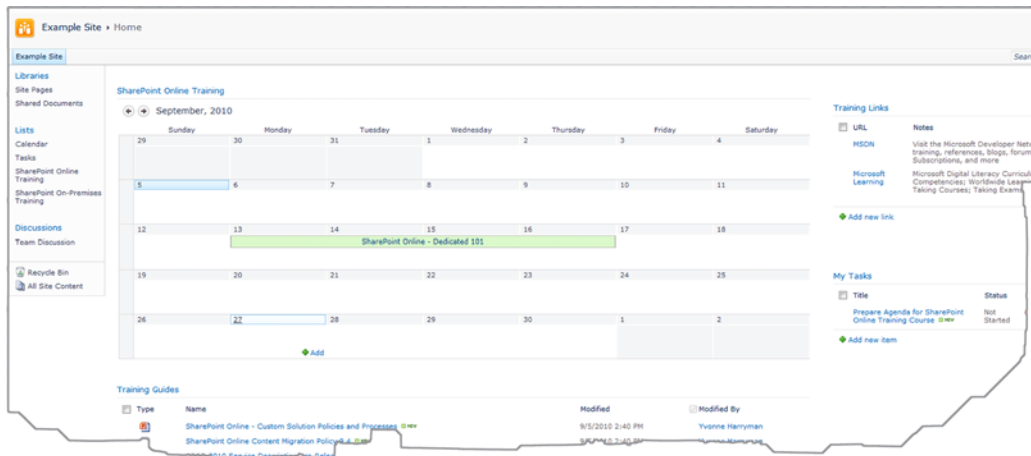 Example Site ▸ Home
Example Site
Sear
Libraries
Site Pages
Shared Documents
Lists
Calendar
Tasks
SharePoint Online
Training
SharePoint On-Premises
Training
Discussions
Team Discussion
Recycle Bin
All Site Content
SharePoint Online Training
September, 2010
Sunday Monday Tuesday Wednesday Thursday Friday Saturday
29 30 31 1 2 3 4
5 6 7 8 9 10 11
12 13 14 15 16 17 18
SharePoint Online - Dedicated 101
19 20 21 22 23 24 25
26 27 28 29 30 1 2
Add
Training Guides
Type Name Modified Modified By
SharePoint Online - Custom Solution Policies and Processes NEW 9/5/2010 2:40 PM Yvonne Harryman
SharePoint Online Content Migration Policy 9/5/2010 2:40 PM Yvonne Harryman
Training Links
URL Notes
MSDN Visit the Microsoft Developer Net
training, references, blogs, forum
Subscriptions, and more
Microsoft Microsoft Digital Literacy Curricul
Learning Competencies; Worldwide Lear
Taking Courses; Taking Exams
Add new link
My Tasks
Title Status
Prepare Agenda for SharePoint Not
Online Training Course NEW Started
Add new item